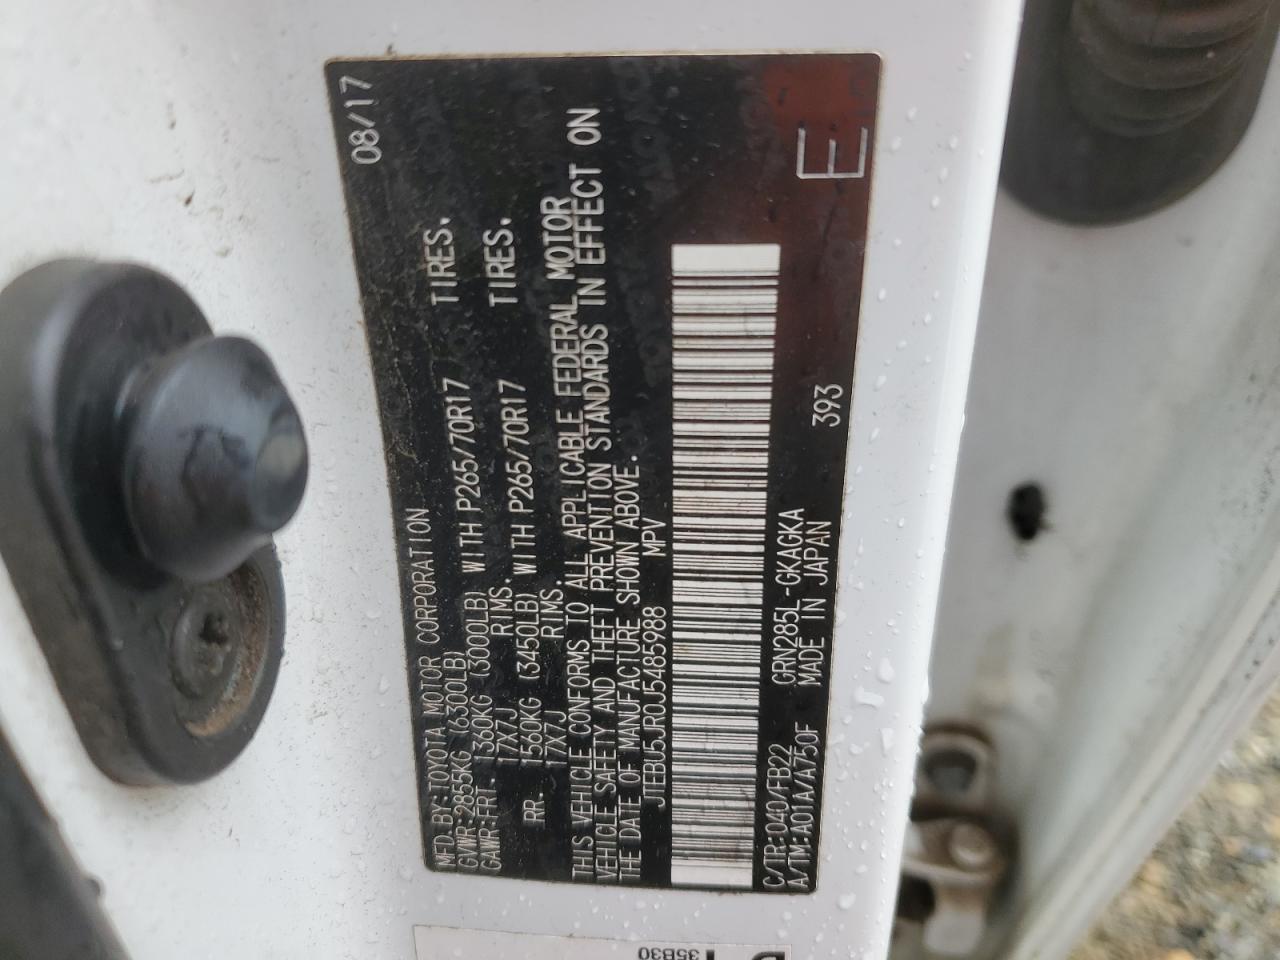 MFD. BY: TOYOTA MOTOR CORPORATION 08/17
GVWR: 2855KG (6300LB)
GAWR:FRT. 1360KG (3000LB) WITH P265/70R17 TIRES.
17X7J RIMS.
RR. 1560KG (3450LB) WITH P265/70R17 TIRES.
17X7J RIMS.
THIS VEHICLE CONFORMS TO ALL APPLICABLE FEDERAL MOTOR
VEHICLE SAFETY AND THEFT PREVENTION STANDARDS IN EFFECT ON
THE DATE OF MANUFACTURE SHOWN ABOVE.
JTEBU5JR0J5485988 MPV
C/TR:040/FB22 GRN285L-GKAGKA
A/TM:A01A/A750F MADE IN JAPAN 393
E
35B30